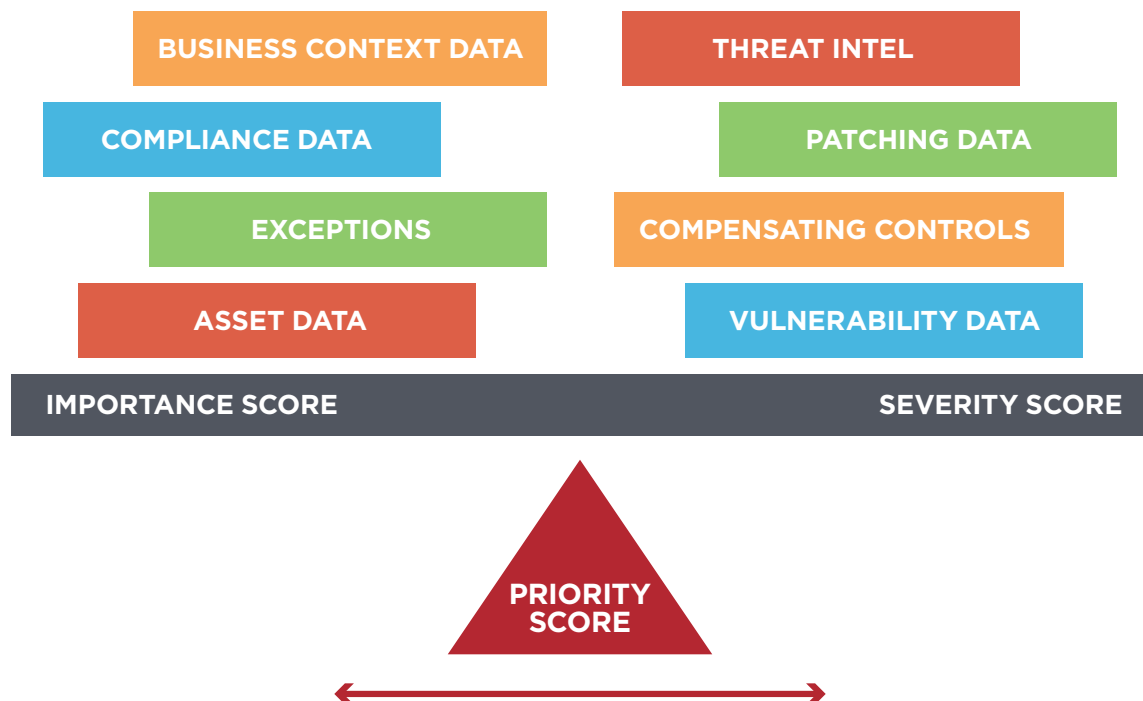 BUSINESS CONTEXT DATA
THREAT INTEL
COMPLIANCE DATA
PATCHING DATA
EXCEPTIONS
COMPENSATING CONTROLS
ASSET DATA
VULNERABILITY DATA
IMPORTANCE SCORE
SEVERITY SCORE
PRIORITY
SCORE